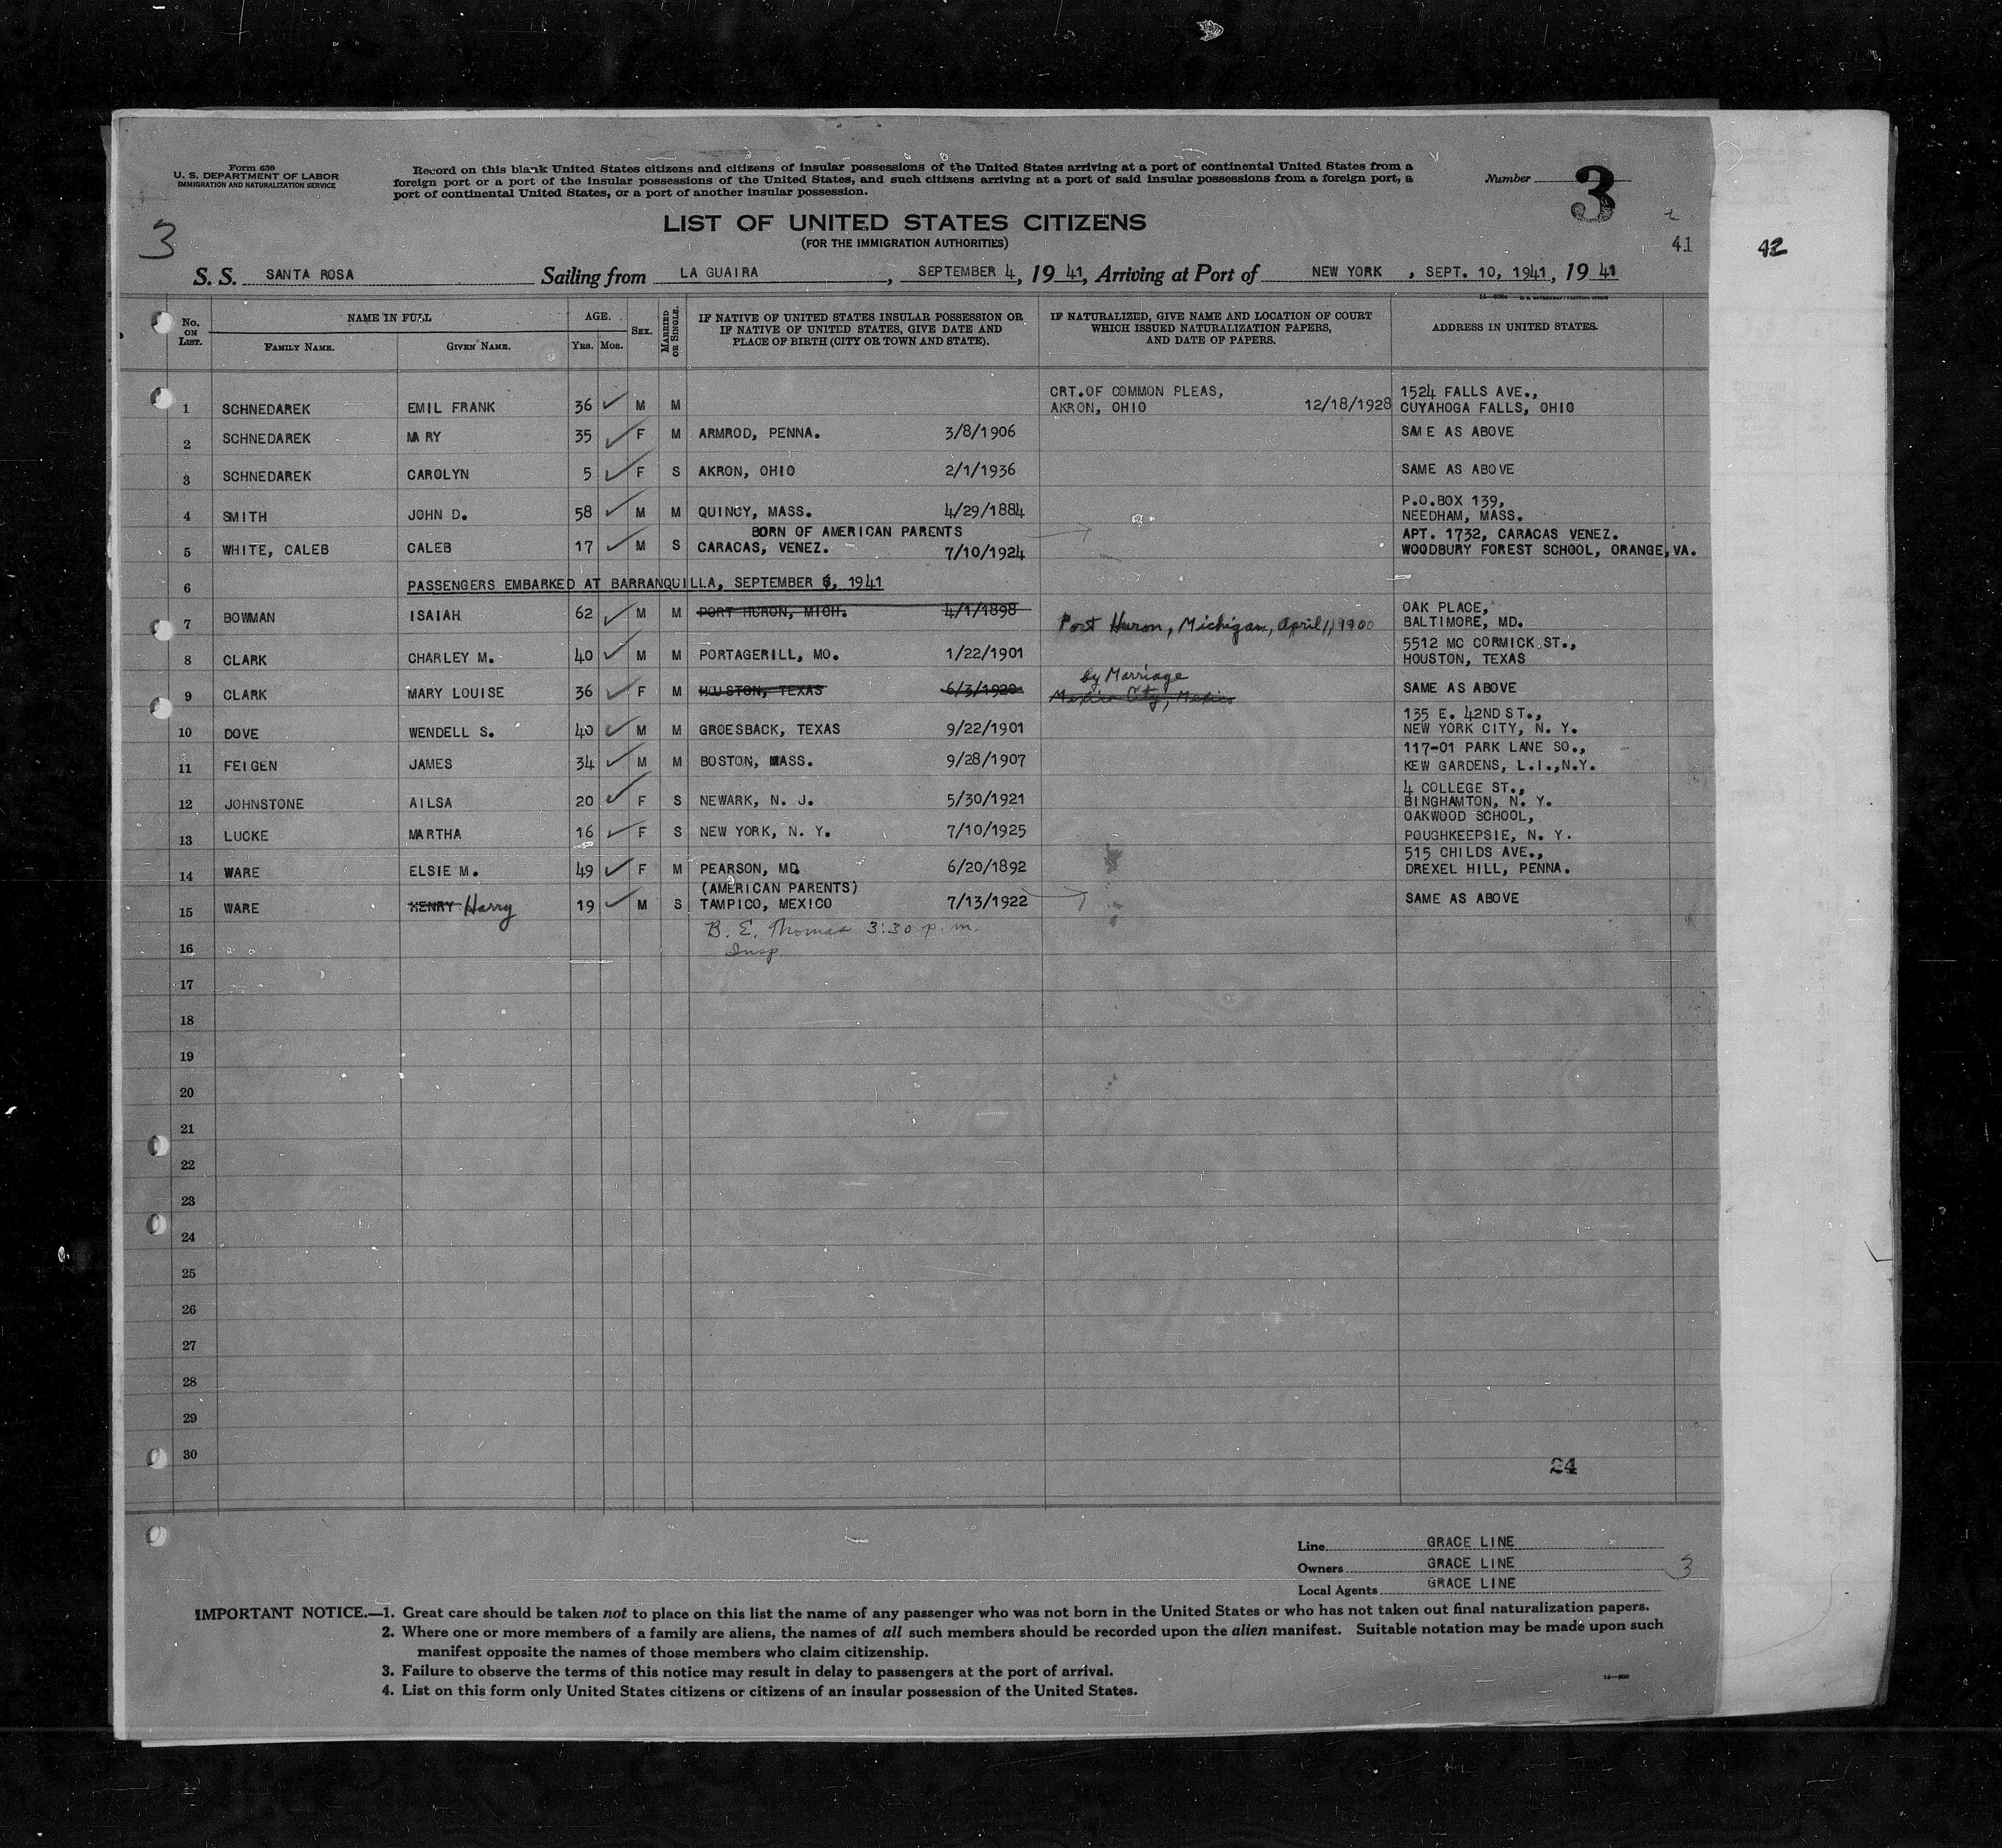 Form 630
U. S. DEPARTMENT OF LABOR
IMMIGRATION AND NATURALIZATION SERVICE
Record on this blank United States citizens and citizens of insular possessions of the United States arriving at a port of continental United States from a
foreign port or a port of the insular possessions of the United States, and such citizens arriving at a port of said insular possessions from a foreign port, a
port of continental United States, or a port of another insular possession.
Number 3
3
LIST OF UNITED STATES CITIZENS
(FOR THE IMMIGRATION AUTHORITIES)
41
42
S. S. SANTA ROSA Sailing from LA GUAIRA, SEPTEMBER 4, 19 41, Arriving at Port of NEW YORK, SEPT. 10, 1941, 19 41
No. ON LIST.
NAME IN FULL
FAMILY NAME. GIVEN NAME.
AGE.
YRS. MOS.
SEX.
MARRIED OR SINGLE.
IF NATIVE OF UNITED STATES INSULAR POSSESSION OR
IF NATIVE OF UNITED STATES, GIVE DATE AND
PLACE OF BIRTH (CITY OR TOWN AND STATE).
IF NATURALIZED, GIVE NAME AND LOCATION OF COURT
WHICH ISSUED NATURALIZATION PAPERS,
AND DATE OF PAPERS.
ADDRESS IN UNITED STATES.
CRT. OF COMMON PLEAS, 1524 FALLS AVE.,
1 SCHNEDAREK EMIL FRANK 36 M M AKRON, OHIO 12/18/1928 CUYAHOGA FALLS, OHIO
2 SCHNEDAREK MARY 35 F M ARMROD, PENNA. 3/8/1906 SAME AS ABOVE
3 SCHNEDAREK CAROLYN 5 F S AKRON, OHIO 2/1/1936 SAME AS ABOVE
P.O.BOX 139,
4 SMITH JOHN D. 58 M M QUINCY, MASS. 4/29/1884 NEEDHAM, MASS.
BORN OF AMERICAN PARENTS APT. 1732, CARACAS VENEZ.
5 WHITE, CALEB CALEB 17 M S CARACAS, VENEZ. 7/10/1924 WOODBURY FOREST SCHOOL, ORANGE, VA.
6 PASSENGERS EMBARKED AT BARRANQUILLA, SEPTEMBER 6, 1941
OAK PLACE,
7 BOWMAN ISAIAH 62 M M PORT HURON, MICH. 4/1/1898 Port Huron, Michigan, April 1, 1900 BALTIMORE, MD.
5512 MC CORMICK ST.,
8 CLARK CHARLEY M. 40 M M PORTAGERILL, MO. 1/22/1901 HOUSTON, TEXAS
by Marriage
9 CLARK MARY LOUISE 36 F M HOUSTON, TEXAS 6/3/1920 Mexico City, Mexico SAME AS ABOVE
135 E. 42ND ST.,
10 DOVE WENDELL S. 40 M M GROESBACK, TEXAS 9/22/1901 NEW YORK CITY, N. Y.
117-01 PARK LANE SO.,
11 FEIGEN JAMES 34 M M BOSTON, MASS. 9/28/1907 KEW GARDENS, L.I.,N.Y.
4 COLLEGE ST.,
12 JOHNSTONE AILSA 20 F S NEWARK, N. J. 5/30/1921 BINGHAMTON, N. Y.
OAKWOOD SCHOOL,
13 LUCKE MARTHA 16 F S NEW YORK, N. Y. 7/10/1925 POUGHKEEPSIE, N. Y.
515 CHILDS AVE.,
14 WARE ELSIE M. 49 F M PEARSON, MD. 6/20/1892 DREXEL HILL, PENNA.
(AMERICAN PARENTS)
15 WARE HENRY Harry 19 M S TAMPICO, MEXICO 7/13/1922 SAME AS ABOVE
B. E. Thomas 3:30 p. m.
16 Insp.
17
18
19
20
21
22
23
24
25
26
27
28
29
30
24
Line GRACE LINE
Owners GRACE LINE
3
Local Agents GRACE LINE
IMPORTANT NOTICE.—1. Great care should be taken not to place on this list the name of any passenger who was not born in the United States or who has not taken out final naturalization papers.
2. Where one or more members of a family are aliens, the names of all such members should be recorded upon the alien manifest. Suitable notation may be made upon such
manifest opposite the names of those members who claim citizenship.
3. Failure to observe the terms of this notice may result in delay to passengers at the port of arrival.
4. List on this form only United States citizens or citizens of an insular possession of the United States.